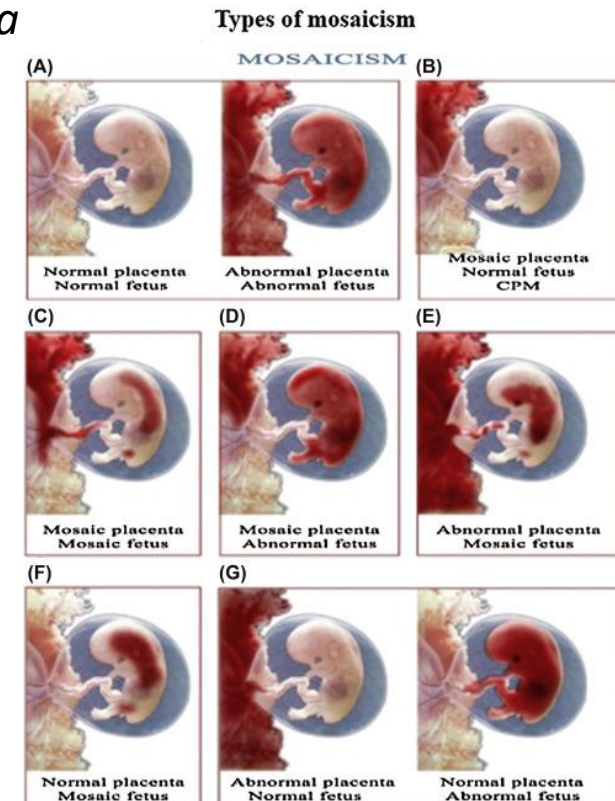 a
Types of mosaicism
MOSAICISM
(A)
(B)
Normal placenta
Normal fetus
Abnormal placenta
Abnormal fetus
Mosaic placenta
Normal fetus
CPM
(C)
(D)
(E)
Mosaic placenta
Mosaic fetus
Mosaic placenta
Abnormal fetus
Abnormal placenta
Mosaic fetus
(F)
(G)
Normal placenta
Mosaic fetus
Abnormal placenta
Normal fetus
Normal placenta
Abnormal fetus